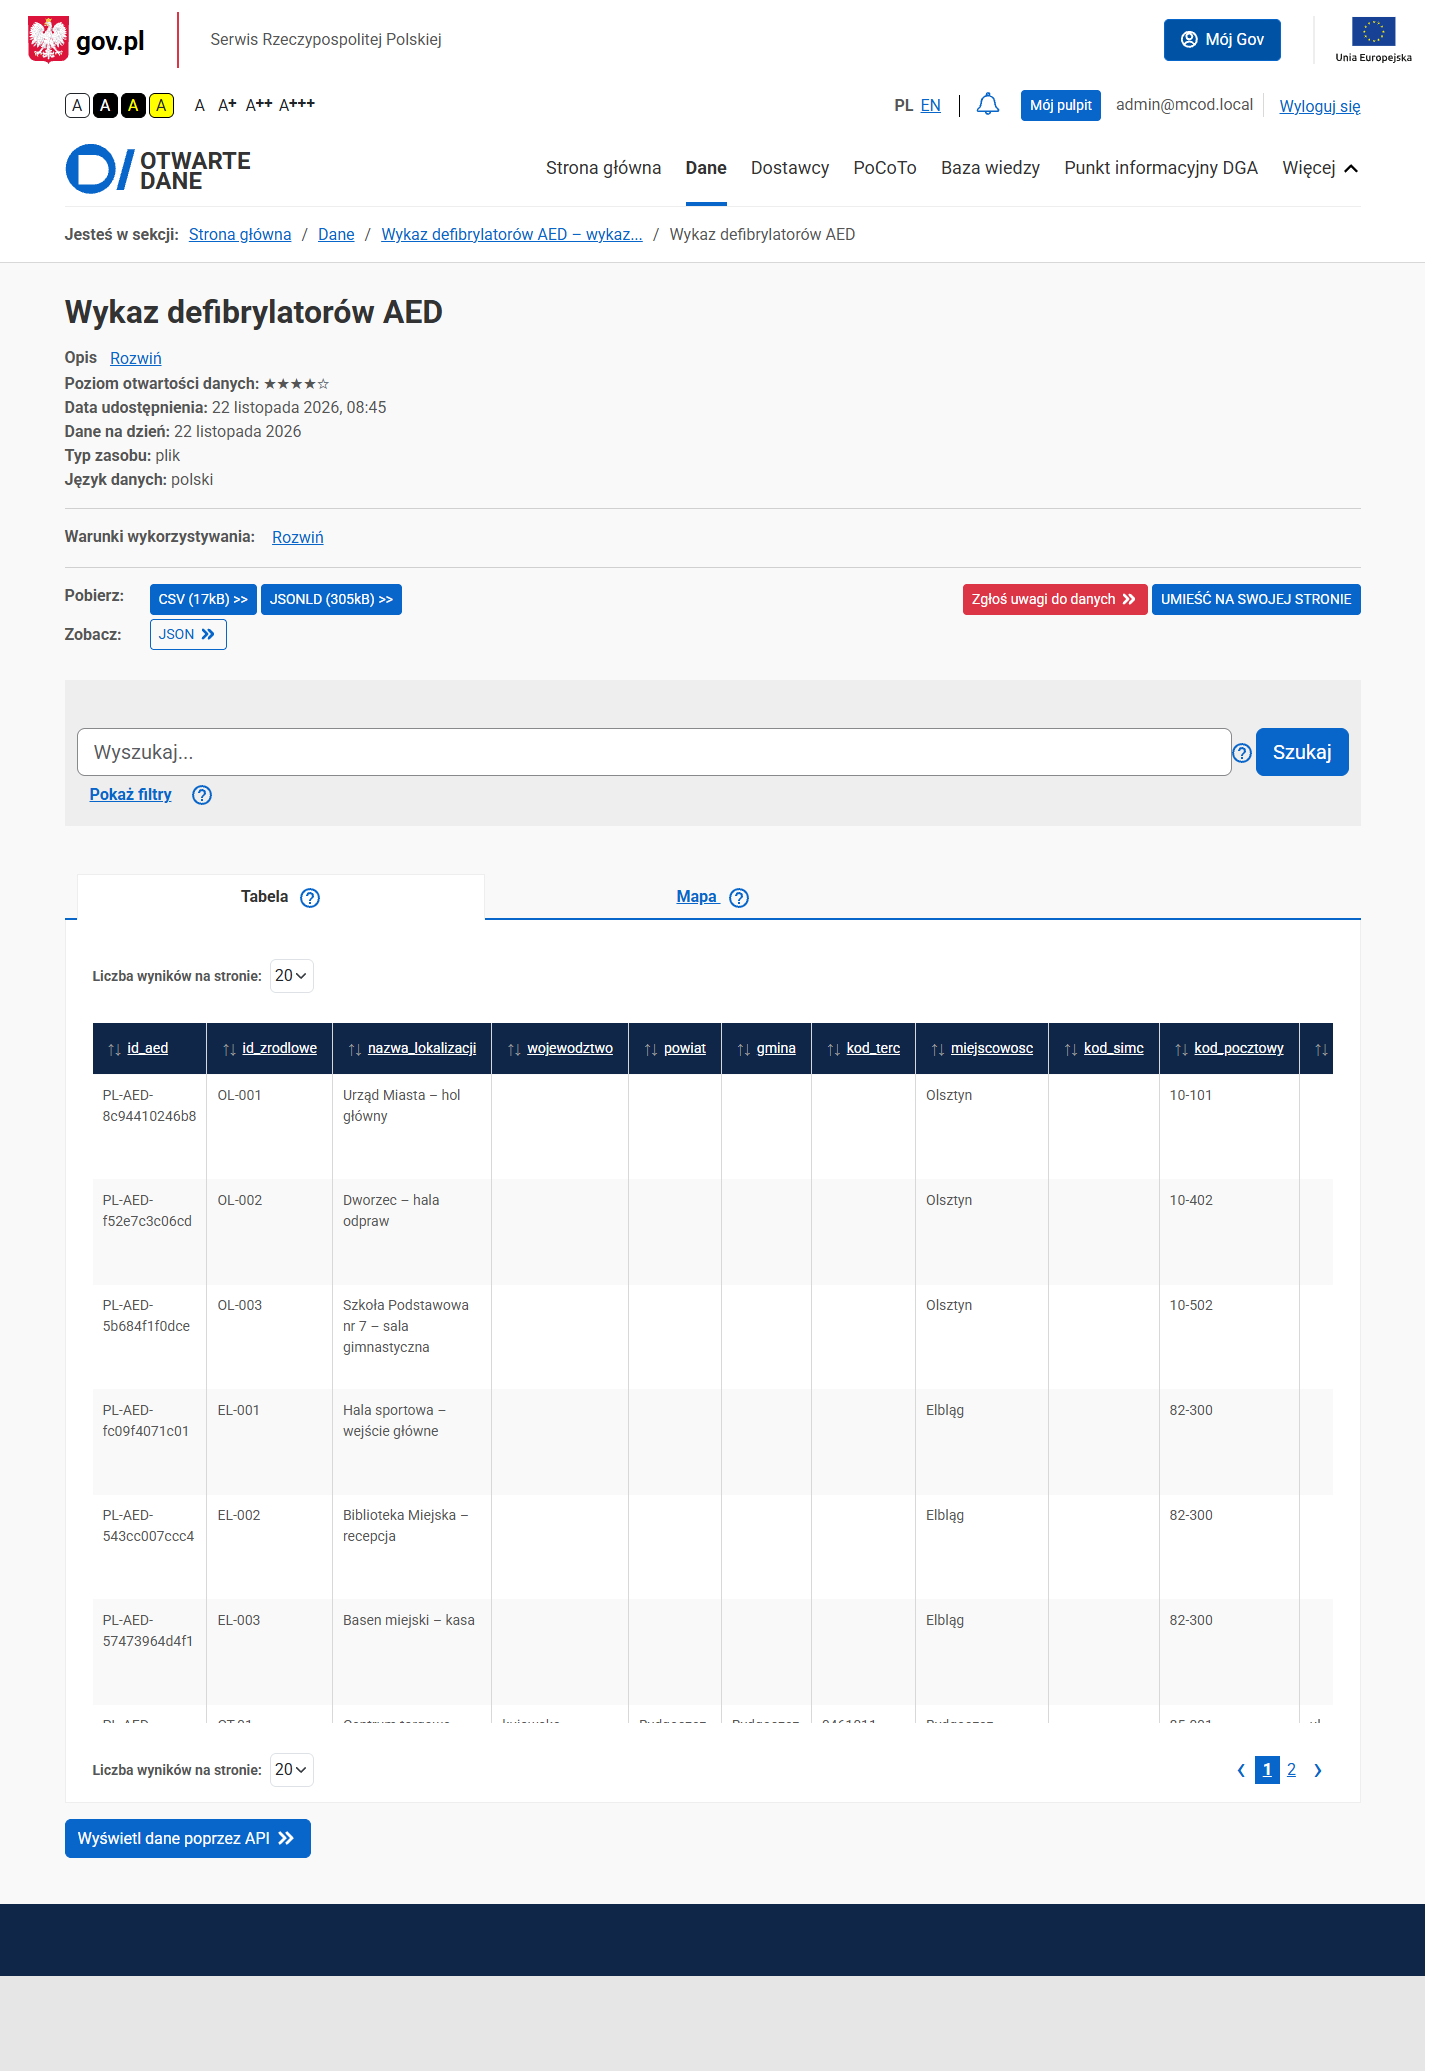 gov.pl
Serwis Rzeczypospolitej Polskiej
Mój Gov
Unia Europejska
A A A A A A+ A++ A+++
PL EN
Mój pulpit
admin@mcod.local
Wyloguj się
OTWARTE
DANE
Strona główna Dane Dostawcy PoCoTo Baza wiedzy Punkt informacyjny DGA Więcej
Jesteś w sekcji: Strona główna / Dane / Wykaz defibrylatorów AED – wykaz... / Wykaz defibrylatorów AED
Wykaz defibrylatorów AED
Opis Rozwiń
Poziom otwartości danych: ★★★★☆
Data udostępnienia: 22 listopada 2026, 08:45
Dane na dzień: 22 listopada 2026
Typ zasobu: plik
Język danych: polski
Warunki wykorzystywania: Rozwiń
Pobierz: CSV (17kB) >> JSONLD (305kB) >>
Zgłoś uwagi do danych
UMIEŚĆ NA SWOJEJ STRONIE
Zobacz: JSON
Wyszukaj...
Szukaj
Pokaż filtry
Tabela
Mapa
Liczba wyników na stronie: 20
id_aed id_zrodlowe nazwa_lokalizacji wojewodztwo powiat gmina kod_terc miejscowosc kod_simc kod_pocztowy
PL-AED- OL-001 Urząd Miasta – hol Olsztyn 10-101
8c94410246b8 główny
PL-AED- OL-002 Dworzec – hala Olsztyn 10-402
f52e7c3c06cd odpraw
PL-AED- OL-003 Szkoła Podstawowa Olsztyn 10-502
5b684f1f0dce nr 7 – sala
gimnastyczna
PL-AED- EL-001 Hala sportowa – Elbląg 82-300
fc09f4071c01 wejście główne
PL-AED- EL-002 Biblioteka Miejska – Elbląg 82-300
543cc007ccc4 recepcja
PL-AED- EL-003 Basen miejski – kasa Elbląg 82-300
57473964d4f1
Liczba wyników na stronie: 20
1 2
Wyświetl dane poprzez API